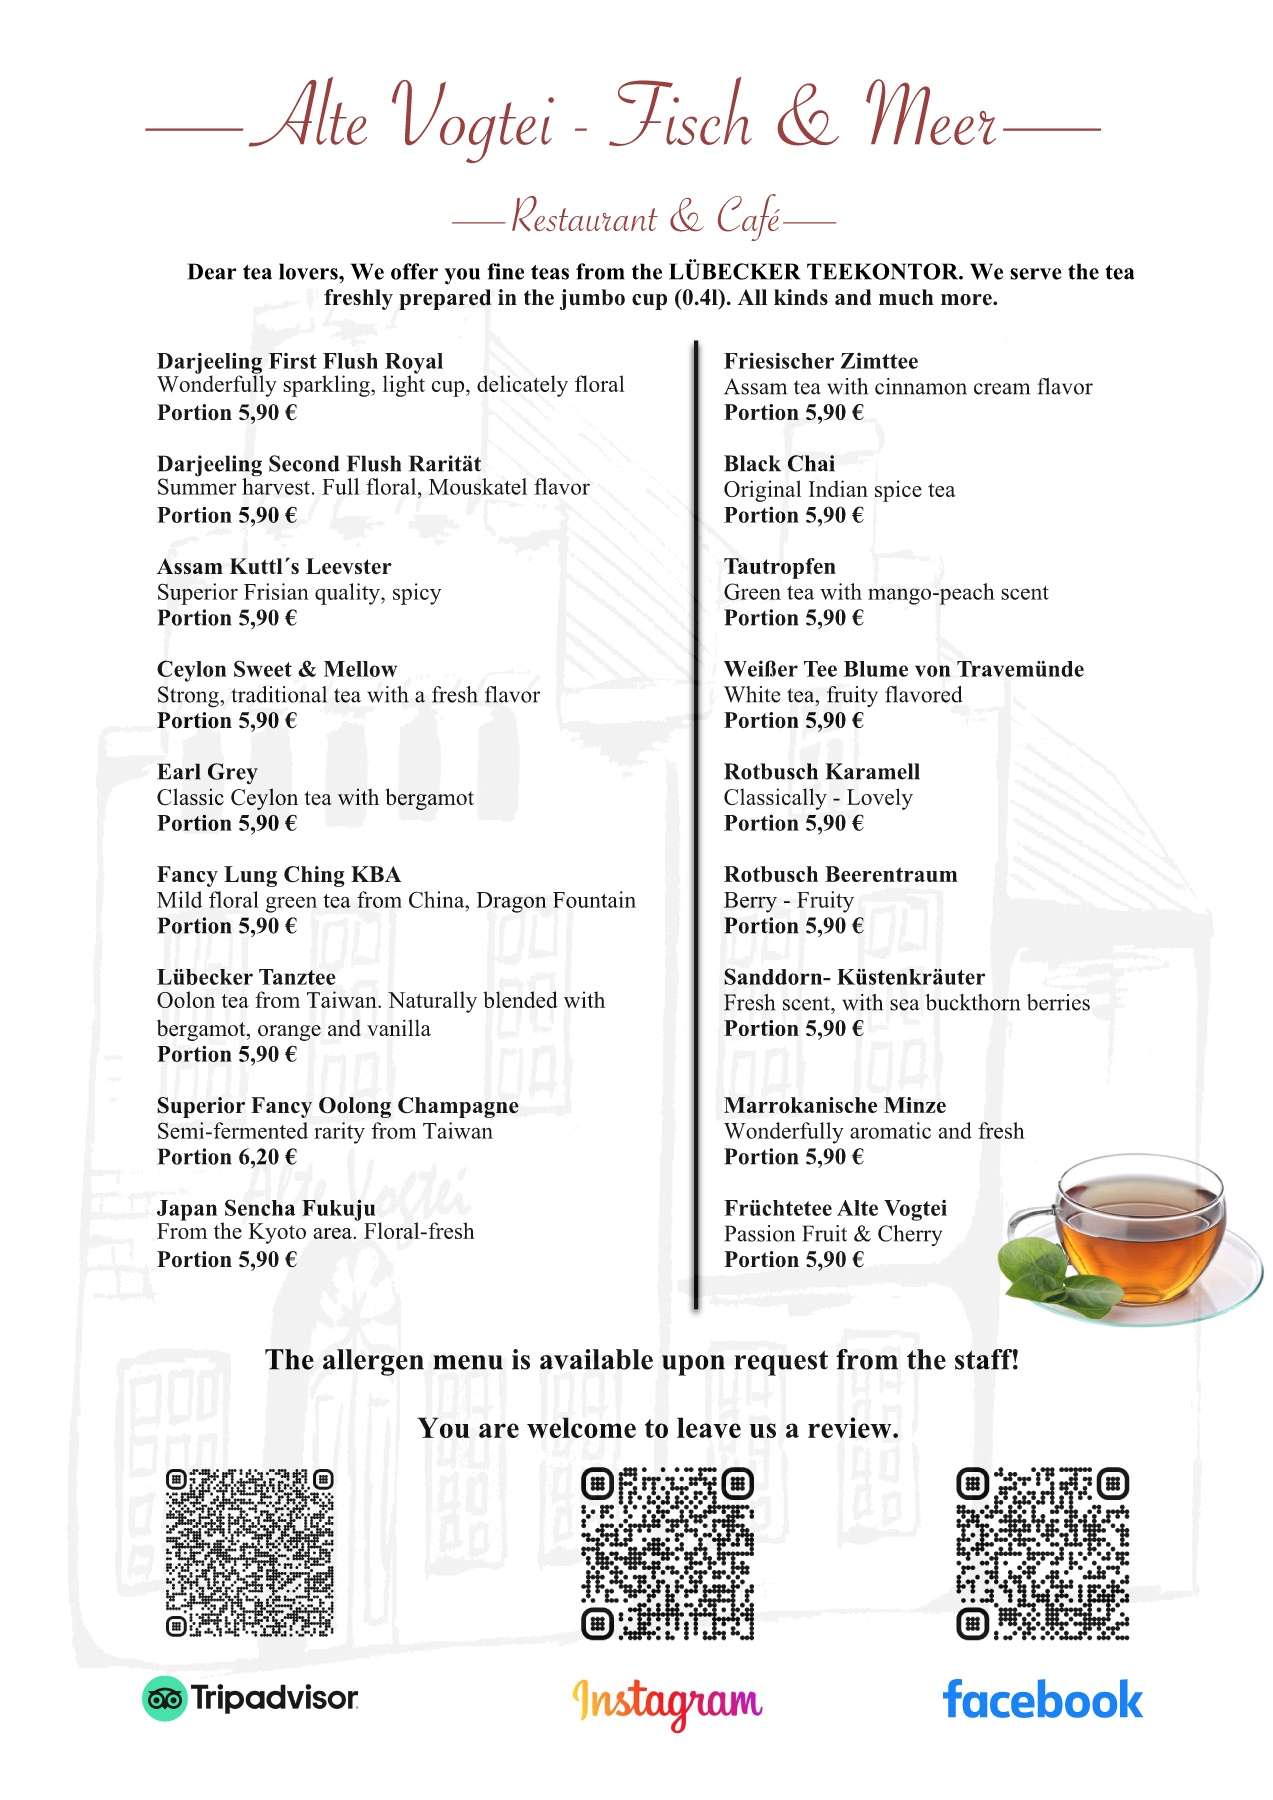 Alte Vogtei - Fisch & Meer
Restaurant & Café
Dear tea lovers, We offer you fine teas from the LÜBECKER TEEKONTOR. We serve the tea
freshly prepared in the jumbo cup (0.4l). All kinds and much more.
Darjeeling First Flush Royal
Wonderfully sparkling, light cup, delicately floral
Portion 5,90 €
Darjeeling Second Flush Rarität
Summer harvest. Full floral, Mouskatel flavor
Portion 5,90 €
Assam Kuttl´s Leevster
Superior Frisian quality, spicy
Portion 5,90 €
Ceylon Sweet & Mellow
Strong, traditional tea with a fresh flavor
Portion 5,90 €
Earl Grey
Classic Ceylon tea with bergamot
Portion 5,90 €
Fancy Lung Ching KBA
Mild floral green tea from China, Dragon Fountain
Portion 5,90 €
Lübecker Tanztee
Oolon tea from Taiwan. Naturally blended with
bergamot, orange and vanilla
Portion 5,90 €
Superior Fancy Oolong Champagne
Semi-fermented rarity from Taiwan
Portion 6,20 €
Alte Vogtei
Japan Sencha Fukuju
From the Kyoto area. Floral-fresh
Portion 5,90 €
Friesischer Zimttee
Assam tea with cinnamon cream flavor
Portion 5,90 €
Black Chai
Original Indian spice tea
Portion 5,90 €
Tautropfen
Green tea with mango-peach scent
Portion 5,90 €
Weißer Tee Blume von Travemünde
White tea, fruity flavored
Portion 5,90 €
Rotbusch Karamell
Classically - Lovely
Portion 5,90 €
Rotbusch Beerentraum
Berry - Fruity
Portion 5,90 €
Sanddorn- Küstenkräuter
Fresh scent, with sea buckthorn berries
Portion 5,90 €
Marrokanische Minze
Wonderfully aromatic and fresh
Portion 5,90 €
Früchtetee Alte Vogtei
Passion Fruit & Cherry
Portion 5,90 €
The allergen menu is available upon request from the staff!
You are welcome to leave us a review.
Tripadvisor
Instagram
facebook